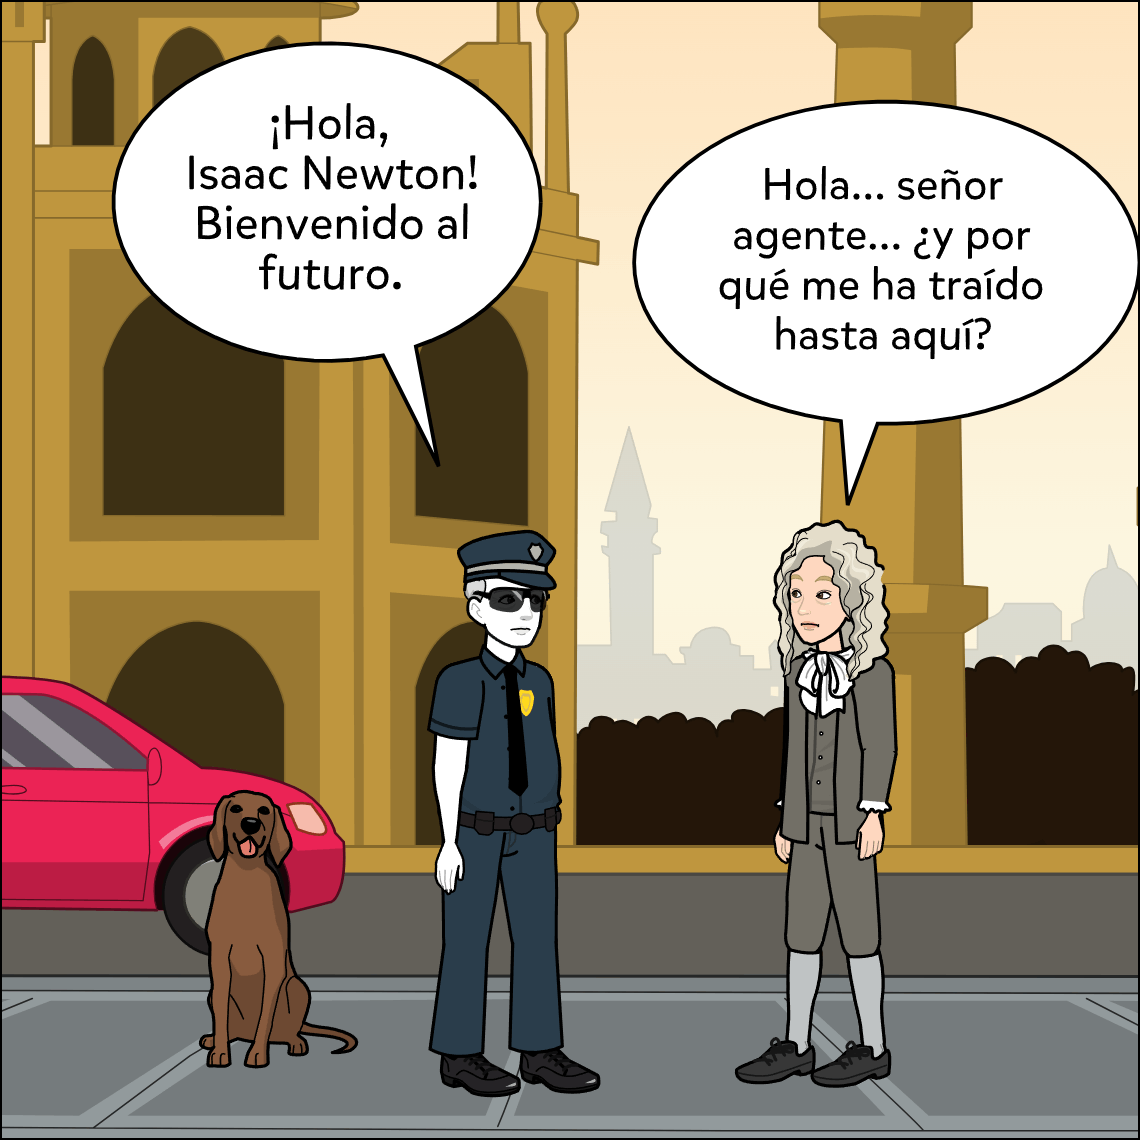 ¡Hola,
Isaac Newton!
Bienvenido al
futuro.
Hola... señor
agente... ¿y por
qué me ha traído
hasta aquí?